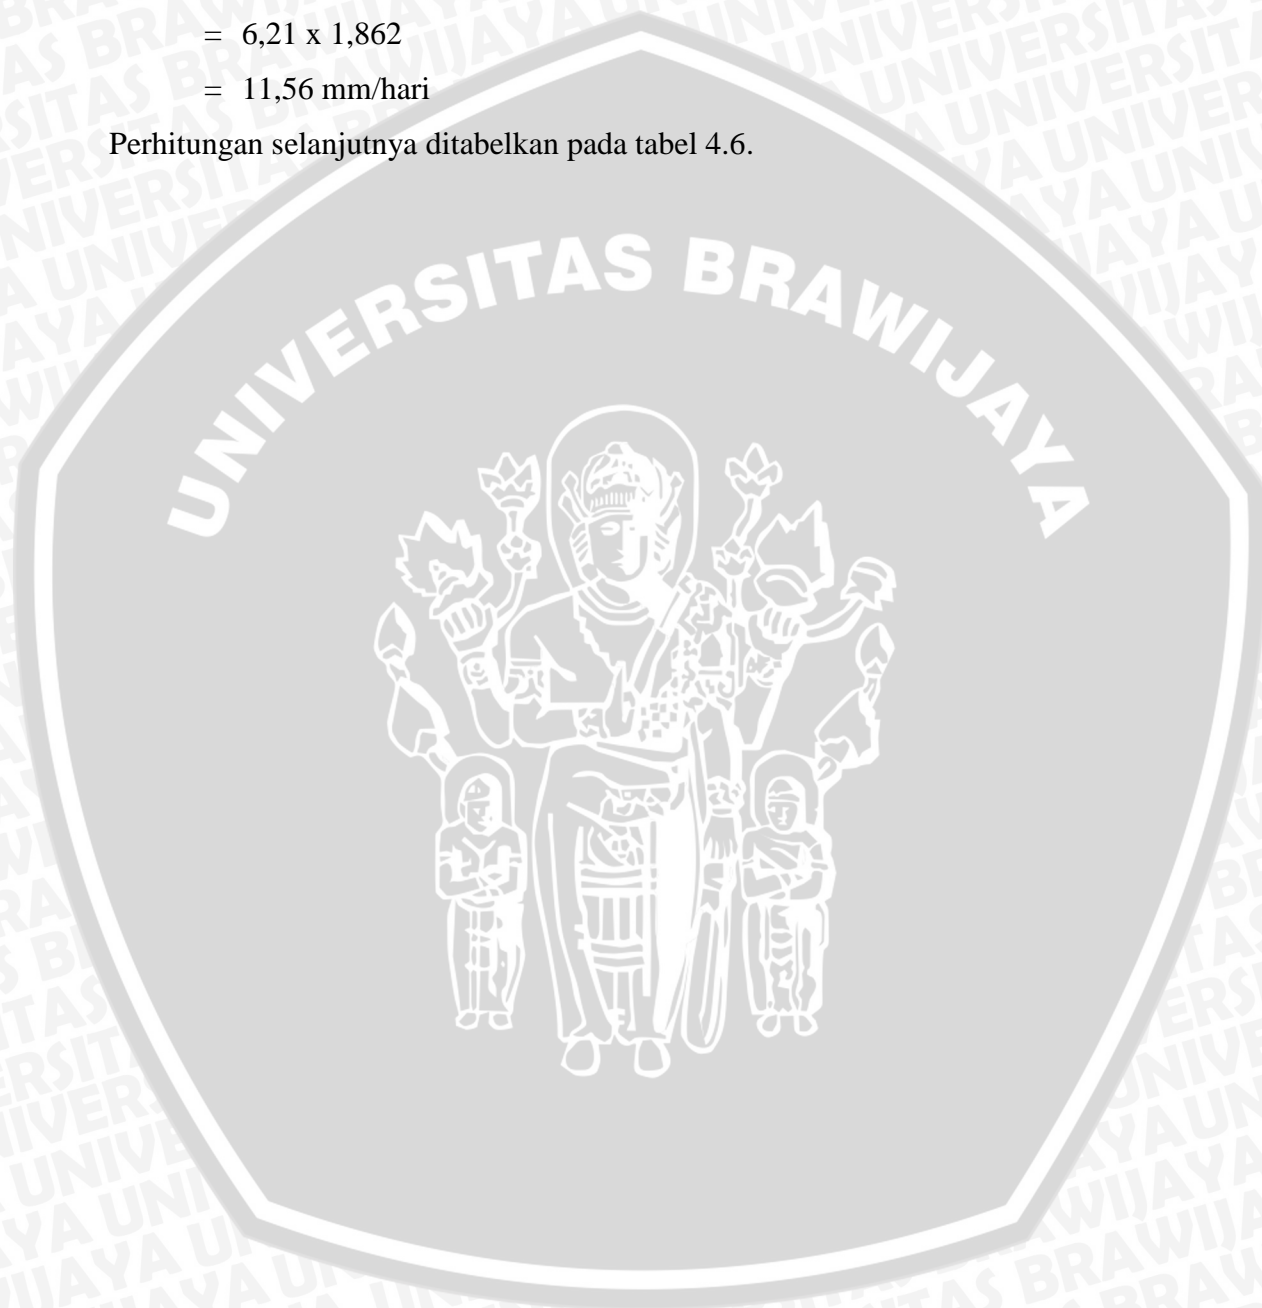 = 6,21 x 1,862
= 11,56 mm/hari
Perhitungan selanjutnya ditabelkan pada tabel 4.6.
UNIVERSITAS BRAWIJAYA